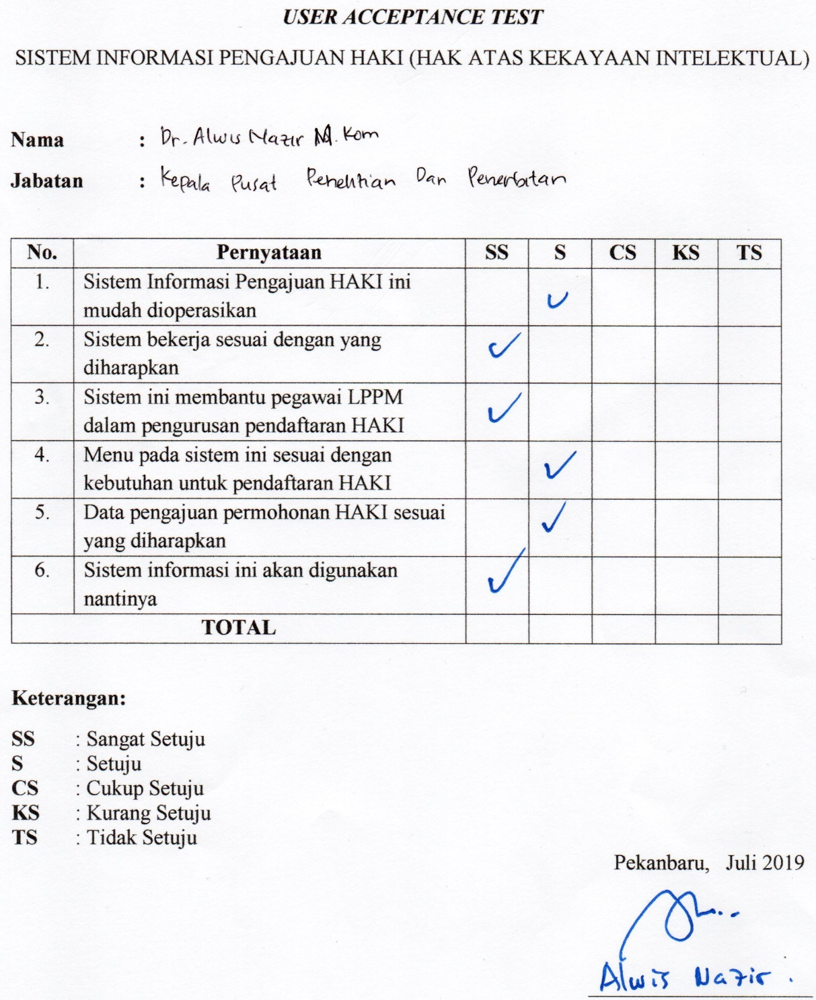 USER ACCEPTANCE TEST
SISTEM INFORMASI PENGAJUAN HAKI (HAK ATAS KEKAYAAN INTELEKTUAL)
Nama : Dr. Alwis Nazir M. Kom
Jabatan : Kepala Pusat Penelitian Dan Penerbitan
No. Pernyataan SS S CS KS TS
1. Sistem Informasi Pengajuan HAKI ini
mudah dioperasikan ✓
2. Sistem bekerja sesuai dengan yang
diharapkan ✓
3. Sistem ini membantu pegawai LPPM
dalam pengurusan pendaftaran HAKI ✓
4. Menu pada sistem ini sesuai dengan
kebutuhan untuk pendaftaran HAKI ✓
5. Data pengajuan permohonan HAKI sesuai
yang diharapkan ✓
6. Sistem informasi ini akan digunakan
nantinya ✓
TOTAL
Keterangan:
SS : Sangat Setuju
S : Setuju
CS : Cukup Setuju
KS : Kurang Setuju
TS : Tidak Setuju
Pekanbaru, Juli 2019
Alwis Nazir.